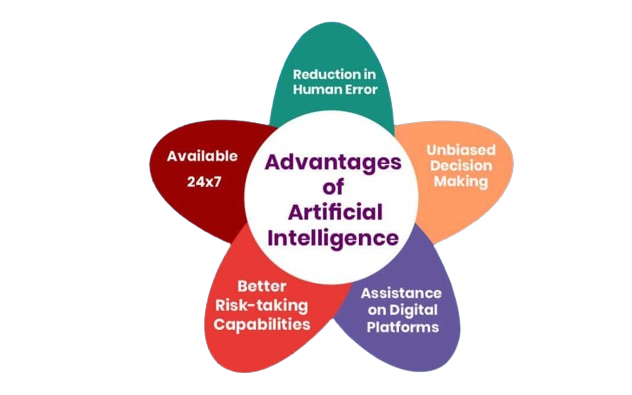 Advantages
of
Artificial
Intelligence
Reduction in
Human Error
Unbiased
Decision
Making
Assistance
on Digital
Platforms
Better
Risk-taking
Capabilities
Available
24x7